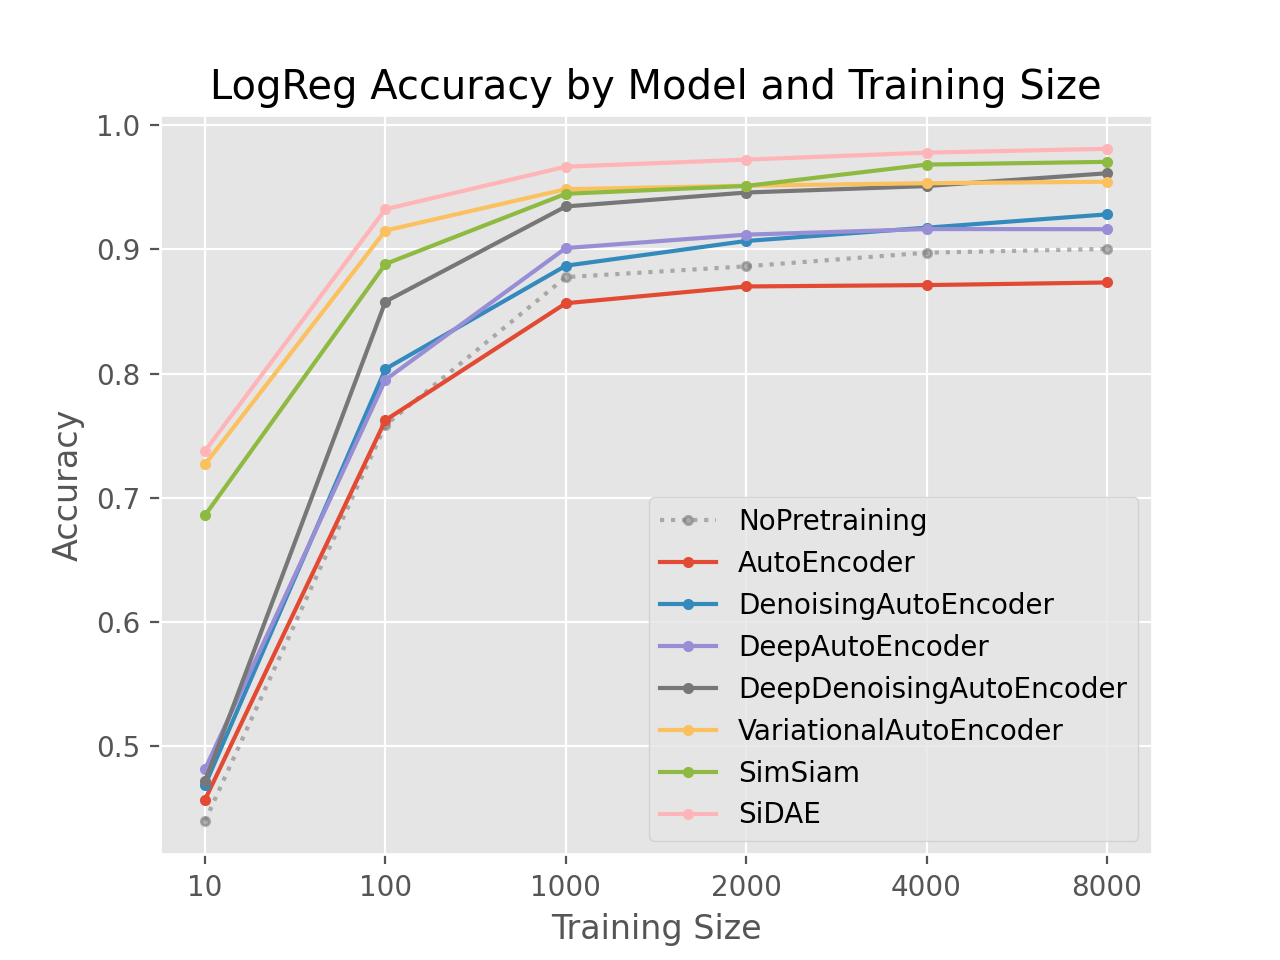 LogReg Accuracy by Model and Training Size
1.0
0.9
0.8
0.7
0.6
0.5
Accuracy
NoPretraining
AutoEncoder
DenoisingAutoEncoder
DeepAutoEncoder
DeepDenoisingAutoEncoder
VariationalAutoEncoder
SimSiam
SiDAE
10 100 1000 2000 4000 8000
Training Size